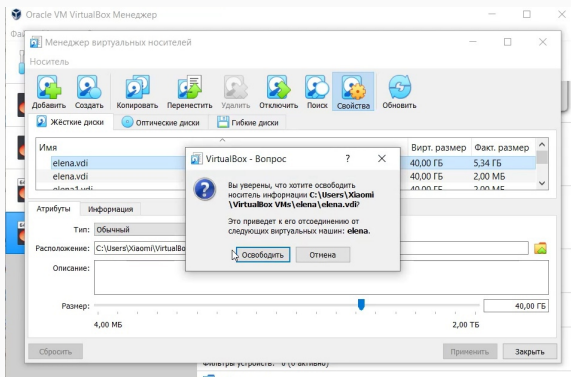 Oracle VM VirtualBox Менеджер
Менеджер виртуальных носителей
Носитель
Добавить Создать Копировать Переместить Удалить Отключить Поиск Свойства Обновить
Жёсткие диски Оптические диски Гибкие диски
Имя Вирт. размер Факт. размер
elena.vdi 40,00 ГБ 5,34 ГБ
elena.vdi 40,00 ГБ 2,00 МБ
elena1.vdi 40,00 ГБ 2,00 МБ
VirtualBox - Вопрос ? X
Вы уверены, что хотите освободить
носитель информации C:\Users\Xiaomi
\VirtualBox VMs\elena\elena.vdi?
Это приведет к его отсоединению от
следующих виртуальных машин: elena.
Освободить Отмена
Атрибуты Информация
Тип: Обычный
Расположение: C:\Users\Xiaomi\VirtualBo
Описание:
Размер: 40,00 ГБ
4,00 МБ 2,00 ТБ
Сбросить Применить Закрыть